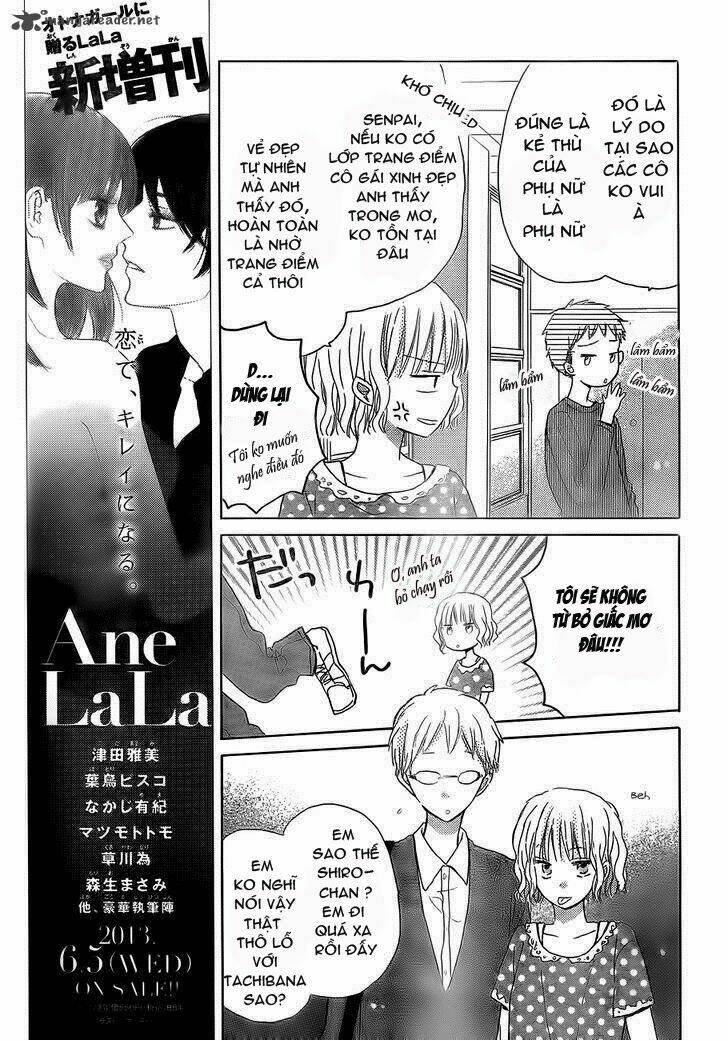 mangareader.net
オトナガールに
贈るLaLa
新増刊
恋で、キレイになる。
Ane
LaLa
津田雅美
葉鳥ビスコ
なかじ有紀
マツモトトモ
草川為
森生まさみ
他、豪華執筆陣
2013.
6.5(WED)
ON SALE!!
ĐÓ LÀ
LÝ DO
TẠI SAO
CÁC CÔ
KO VUI
À
ĐÚNG LÀ
KẺ THÙ
CỦA
PHỤ NỮ
LÀ
PHỤ NỮ
KHÓ CHỊU
SENPAI,
NẾU KO CÓ
LỚP TRANG ĐIỂM
CÔ GÁI XINH ĐẸP
ANH THẤY
TRONG MƠ,
KO TỒN TẠI
ĐÂU
VẺ ĐẸP
TỰ NHIÊN
MÀ ANH
THẤY ĐÓ,
HOÀN TOÀN
LÀ NHỜ
TRANG ĐIỂM
CẢ THÔI
lẩm bẩm
lẩm bẩm
lẩm bẩm
D...
DỪNG LẠI
ĐI
Tôi ko muốn
nghe điều đó
TÔI SẼ KHÔNG
TỪ BỎ GIẤC MƠ
ĐÂU!!!
Ơ, anh ta
bỏ chạy rồi
わーん
だっ
Beh
EM
SAO THẾ
SHIRO-
CHAN ?
EM ĐI
QUÁ XA
RỒI ĐẤY
EM
KO NGHĨ
NÓI VẬY
THẬT
THÔ LỖ
VỚI
TACHIBANA
SAO?